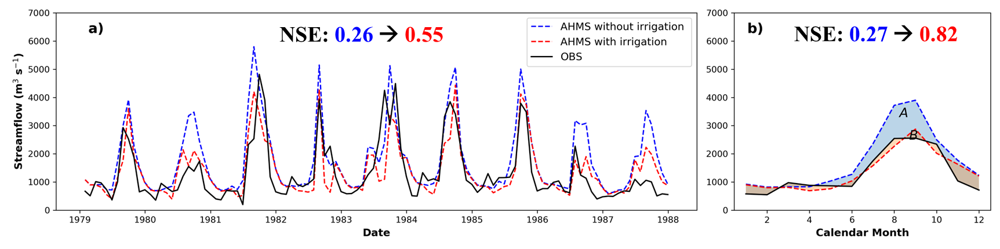 a)
NSE: 0.26 → 0.55
AHMS without irrigation
AHMS with irrigation
OBS
Streamflow (m³ s⁻¹)
7000
6000
5000
4000
3000
2000
1000
0
1979 1980 1981 1982 1983 1984 1985 1986 1987 1988
Date
b)
NSE: 0.27 → 0.82
7000
6000
5000
4000
3000
2000
1000
0
A
B
2 4 6 8 10 12
Calendar Month